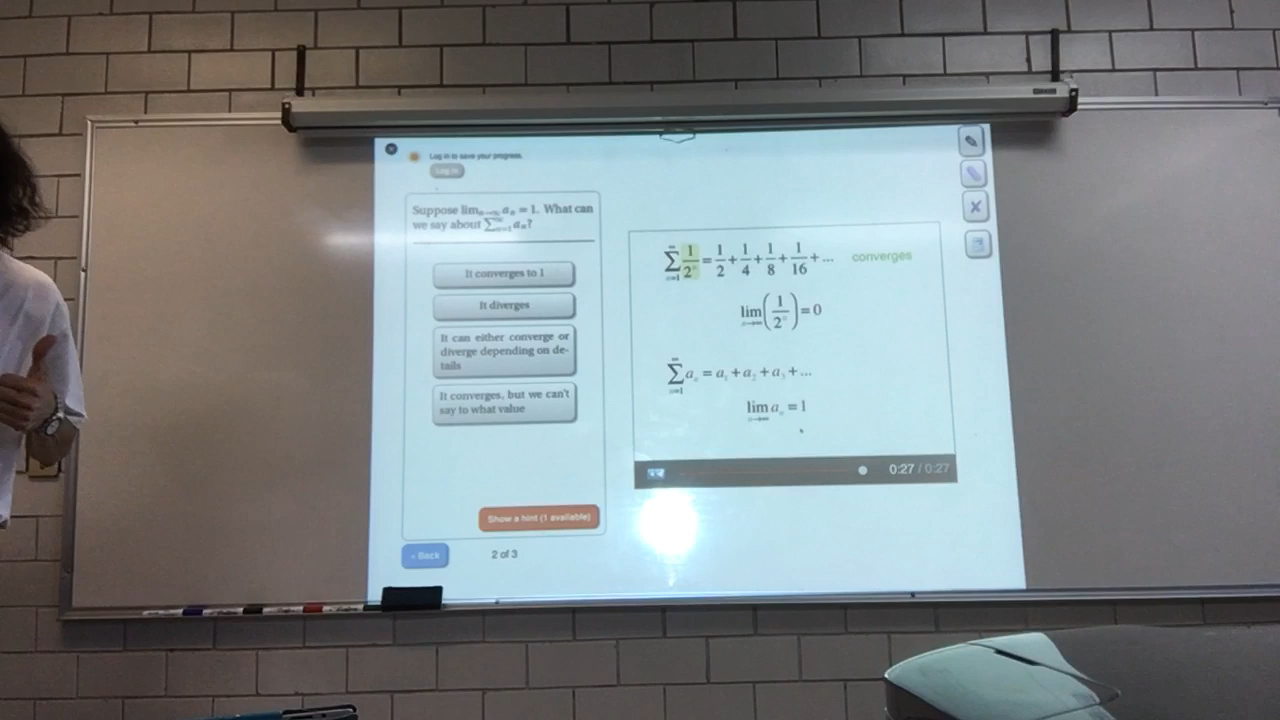 Log in to save your progress.
Log in
Suppose lim_{n→∞} a_n = 1. What can
we say about ∑_{n=1}^{∞} a_n?
It converges to 1
It diverges
It can either converge or
diverge depending on de-
tails
It converges, but we can't
say to what value
Show a hint (1 available)
< Back
2 of 3
∑_{n=1}^{∞} 1/2^n = 1/2 + 1/4 + 1/8 + 1/16 + ... converges
lim_{n→∞} (1/2^n) = 0
∑_{n=1}^{∞} a_n = a_1 + a_2 + a_3 + ...
lim_{n→∞} a_n = 1
0:27 / 0:27